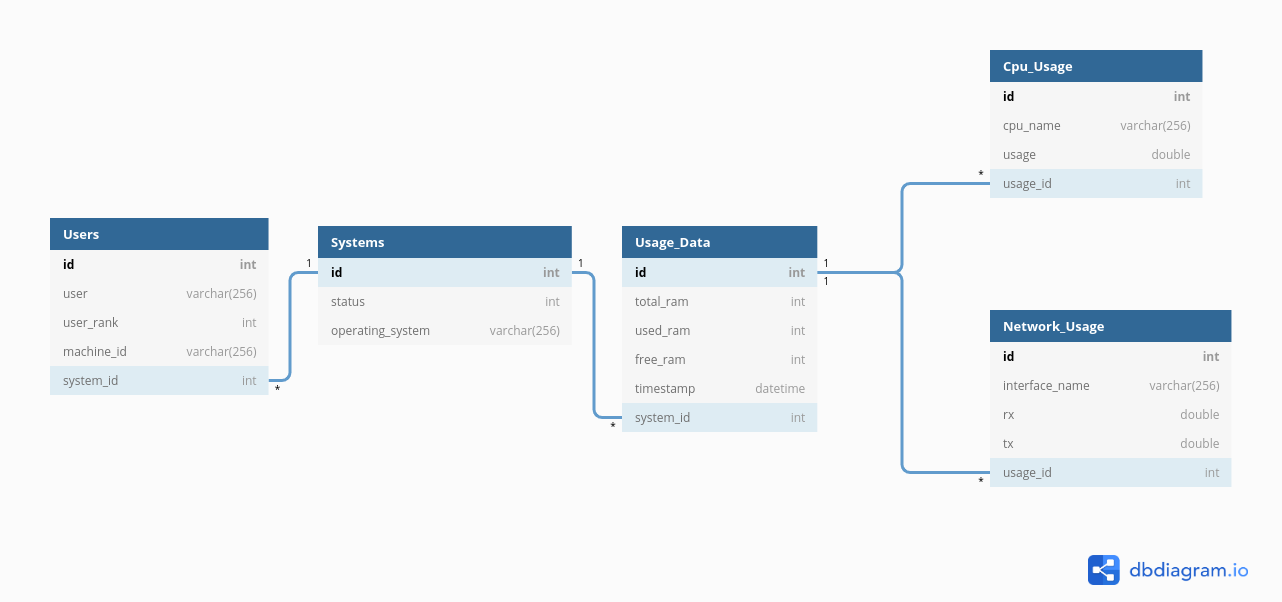 Users
id int
user varchar(256)
user_rank int
machine_id varchar(256)
system_id int
*
1
Systems
id int
status int
operating_system varchar(256)
1
*
Usage_Data
id int
total_ram int
used_ram int
free_ram int
timestamp datetime
system_id int
1
1
*
Cpu_Usage
id int
cpu_name varchar(256)
usage double
usage_id int
Network_Usage
id int
interface_name varchar(256)
rx double
tx double
usage_id int
*
dbdiagram.io